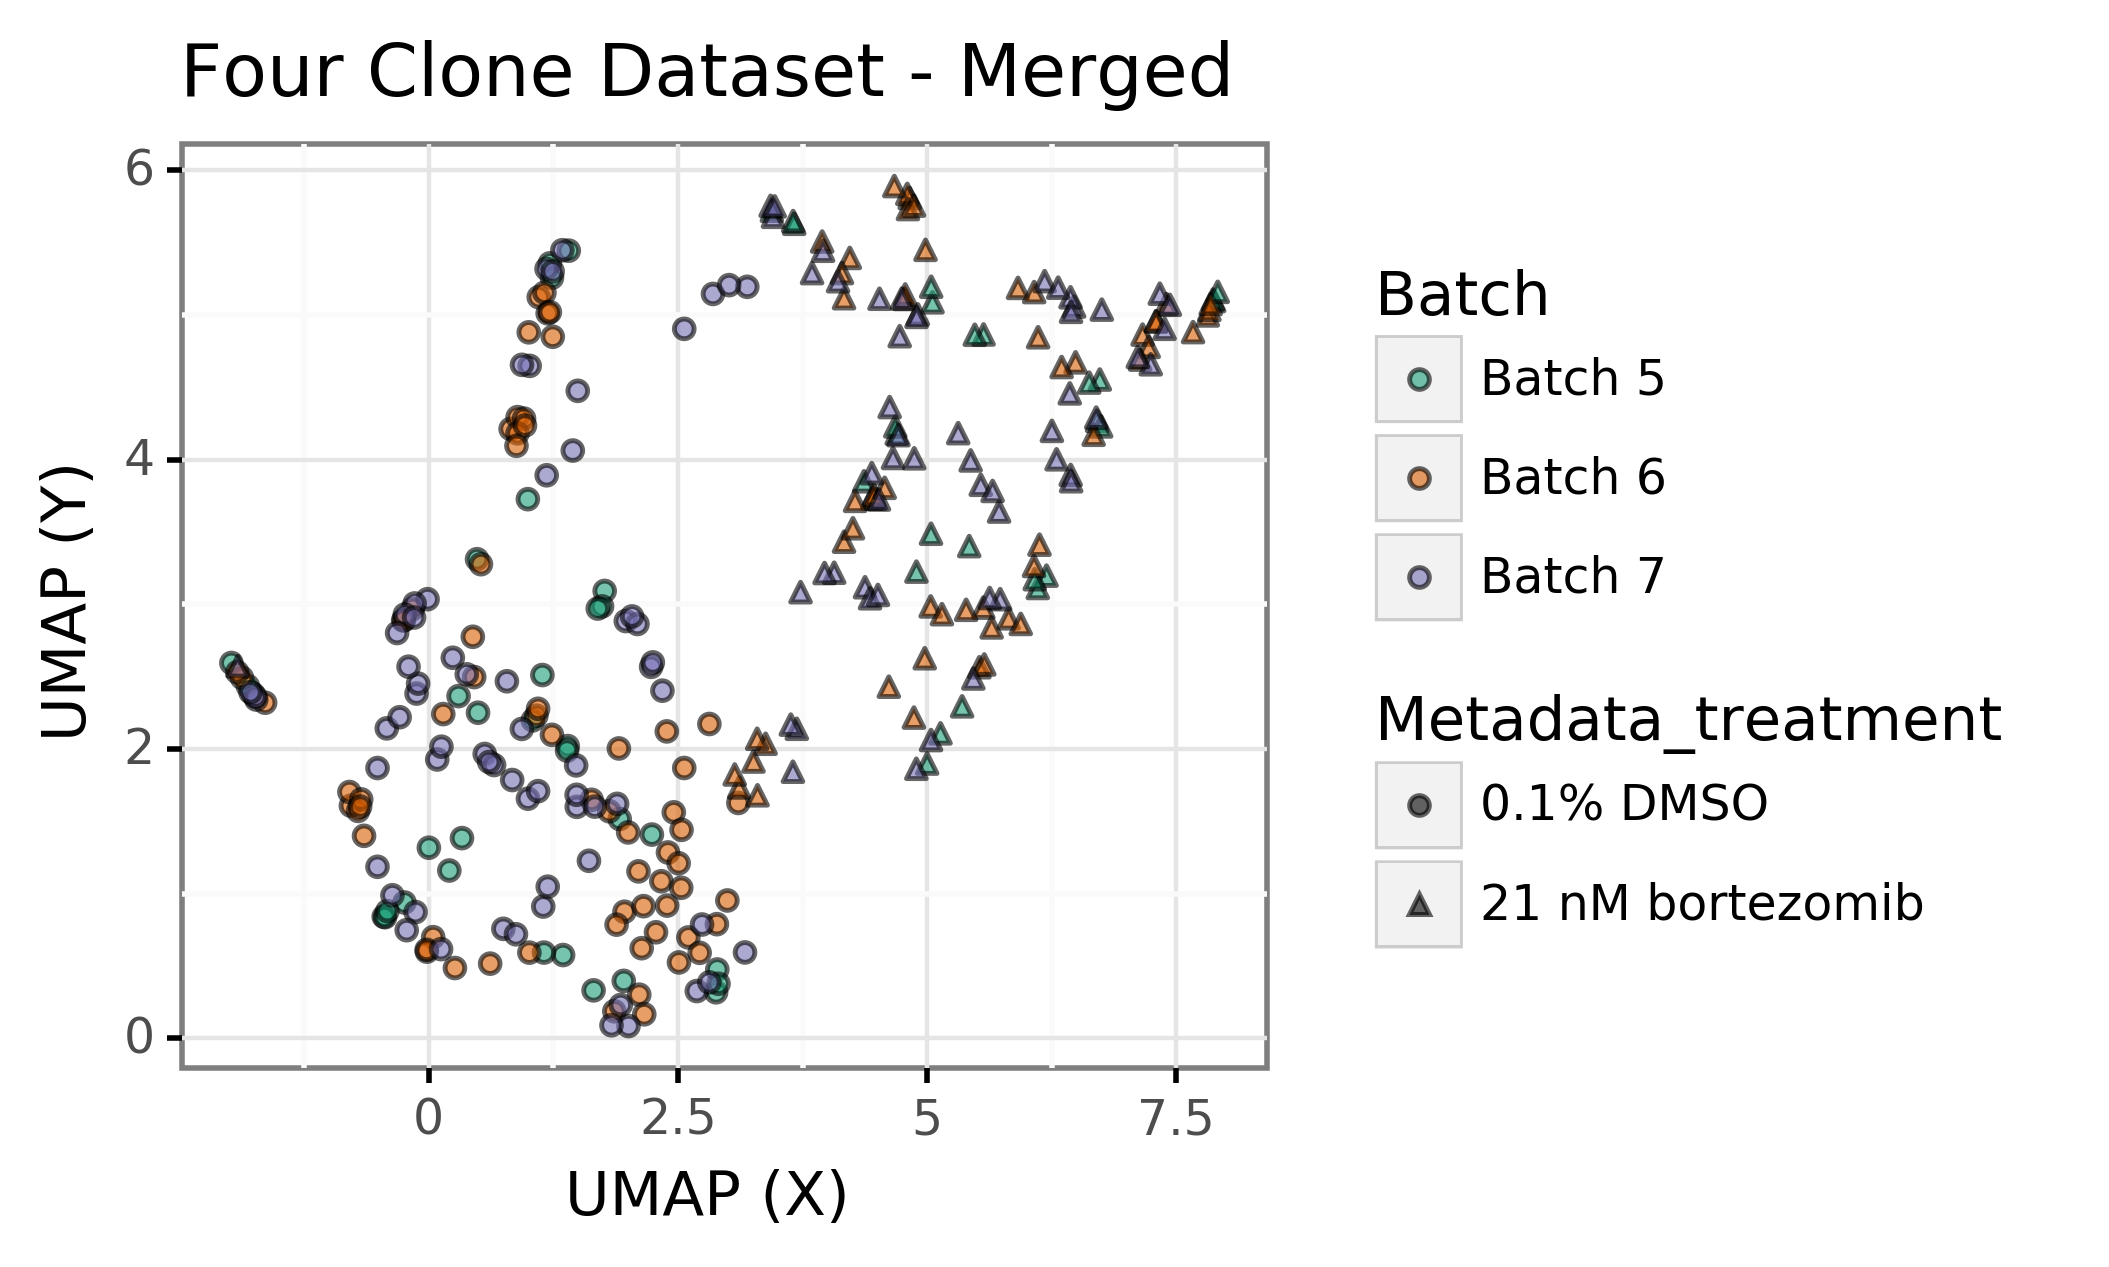 Four Clone Dataset - Merged
6
4
2
0
UMAP (Y)
0 2.5 5 7.5
UMAP (X)
Batch
Batch 5
Batch 6
Batch 7
Metadata_treatment
0.1% DMSO
21 nM bortezomib